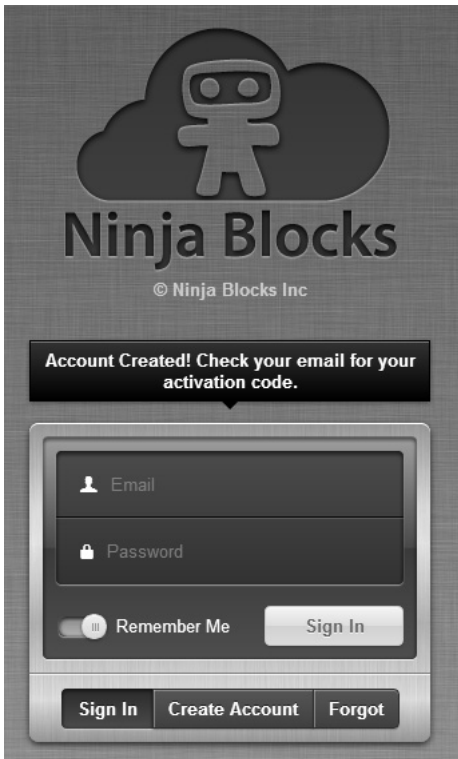 Ninja Blocks
© Ninja Blocks Inc
Account Created! Check your email for your
activation code.
Email
Password
Remember Me
Sign In
Sign In
Create Account
Forgot